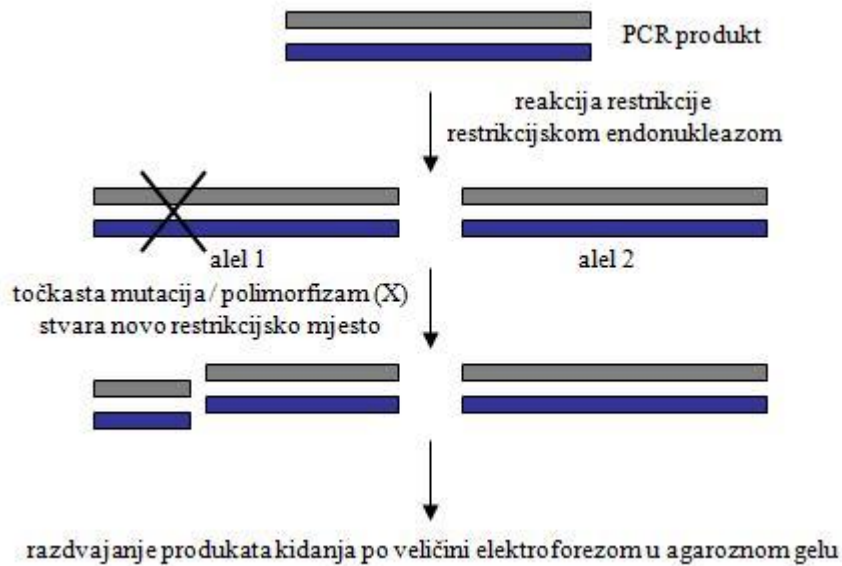 PCR produkt
reakcija restrikcije
restrikcijskom endonukleazom
alel 1
alel 2
točkasta mutacija / polimorfizam (X)
stvara novo restrikcijsko mjesto
razdvajanje produkata kidanja po veličini elektroforezom u agaroznom gelu